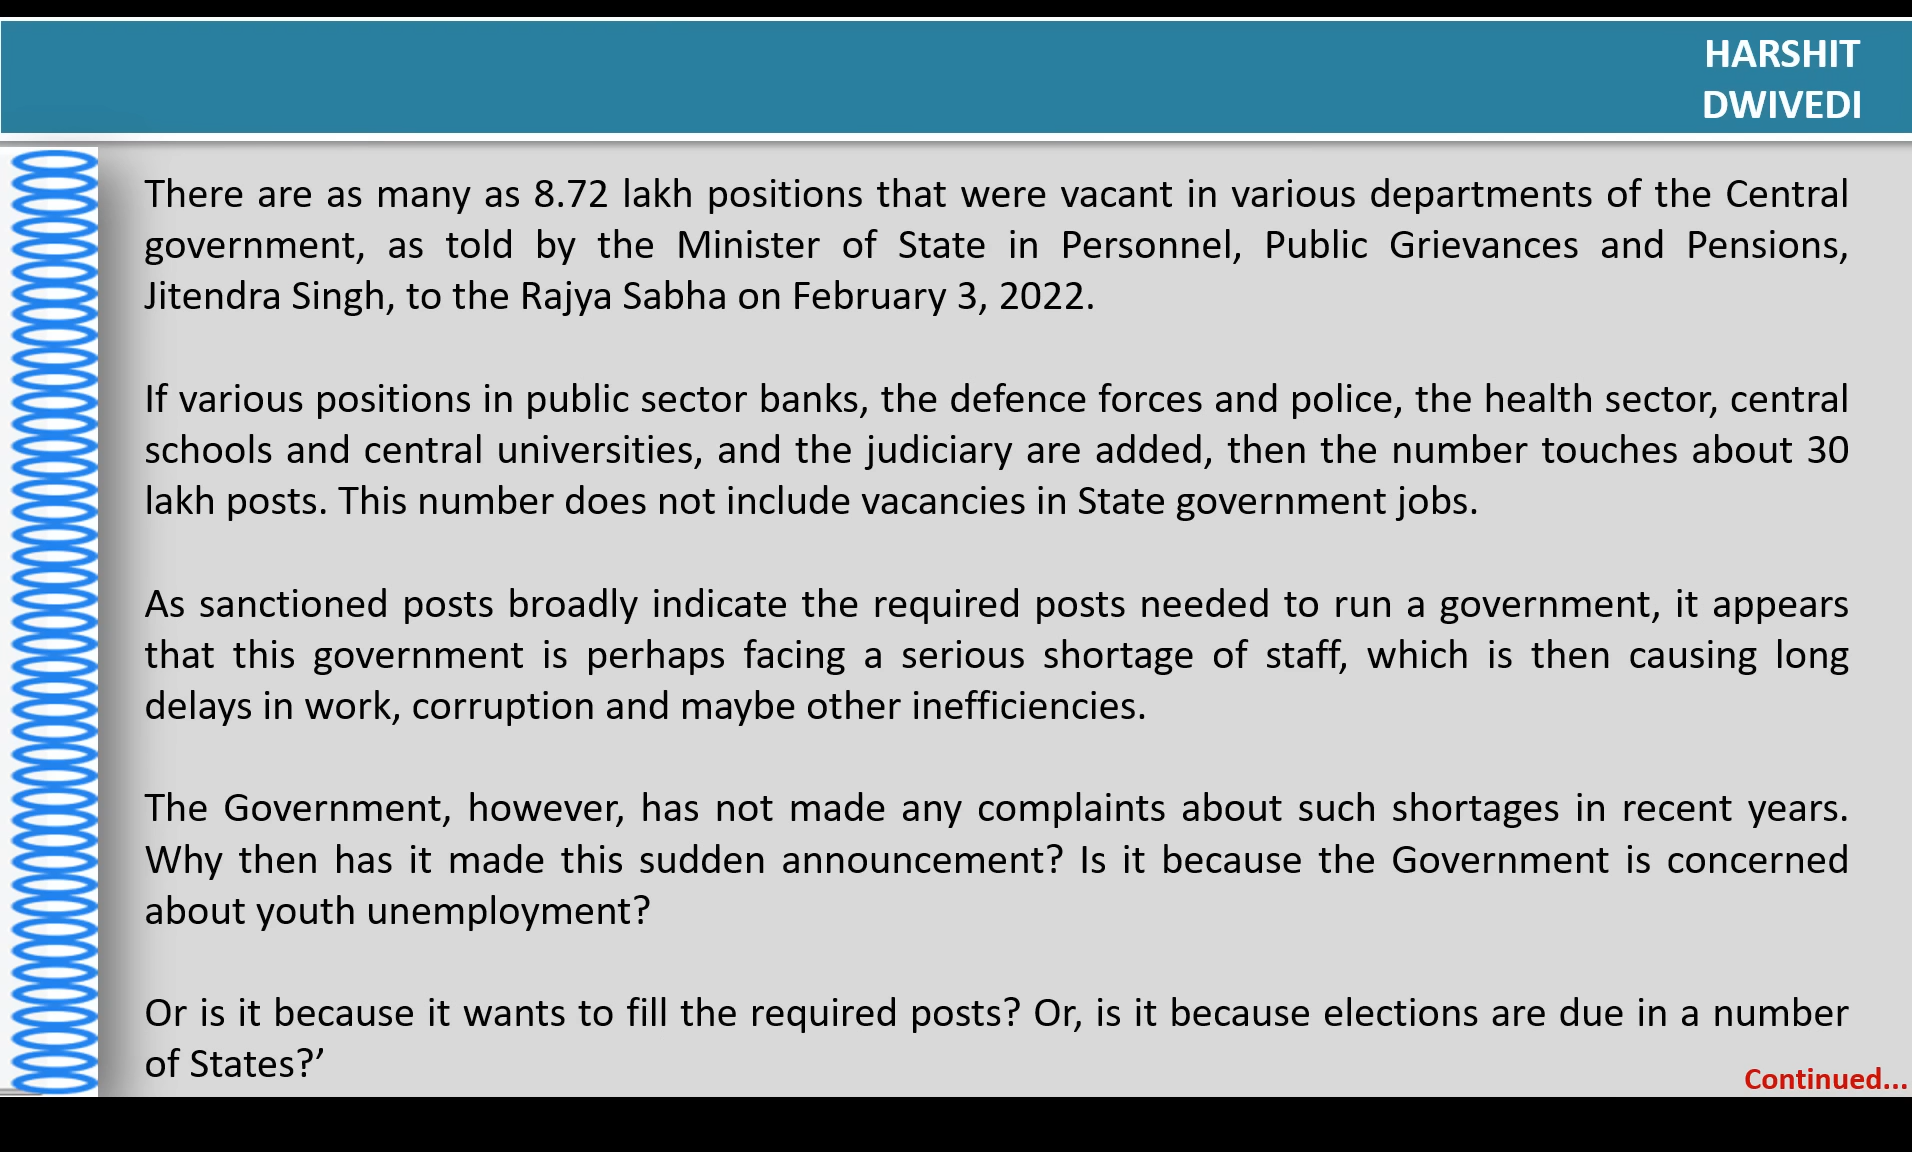 HARSHIT
DWIVEDI
There are as many as 8.72 lakh positions that were vacant in various departments of the Central
government, as told by the Minister of State in Personnel, Public Grievances and Pensions,
Jitendra Singh, to the Rajya Sabha on February 3, 2022.
If various positions in public sector banks, the defence forces and police, the health sector, central
schools and central universities, and the judiciary are added, then the number touches about 30
lakh posts. This number does not include vacancies in State government jobs.
As sanctioned posts broadly indicate the required posts needed to run a government, it appears
that this government is perhaps facing a serious shortage of staff, which is then causing long
delays in work, corruption and maybe other inefficiencies.
The Government, however, has not made any complaints about such shortages in recent years.
Why then has it made this sudden announcement? Is it because the Government is concerned
about youth unemployment?
Or is it because it wants to fill the required posts? Or, is it because elections are due in a number
of States?’
Continued...